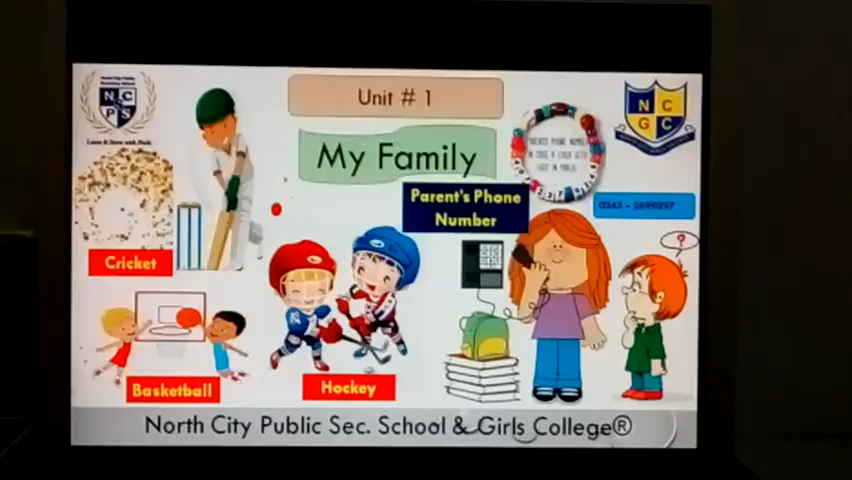 Unit # 1
My Family
N C
P S
N C
G C
Parent's Phone
Number
Cricket
Basketball
Hockey
?
North City Public Sec. School & Girls College®